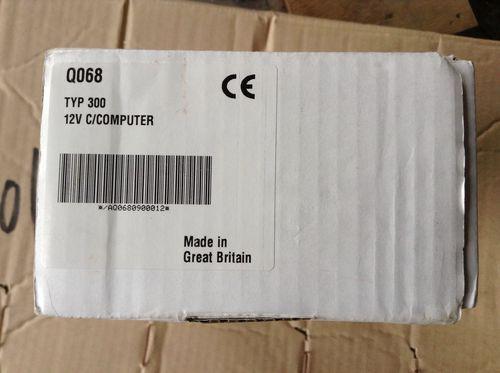 Q068
CE
TYP 300
12V C/COMPUTER
*/AQ0680900012*
Made in
Great Britain